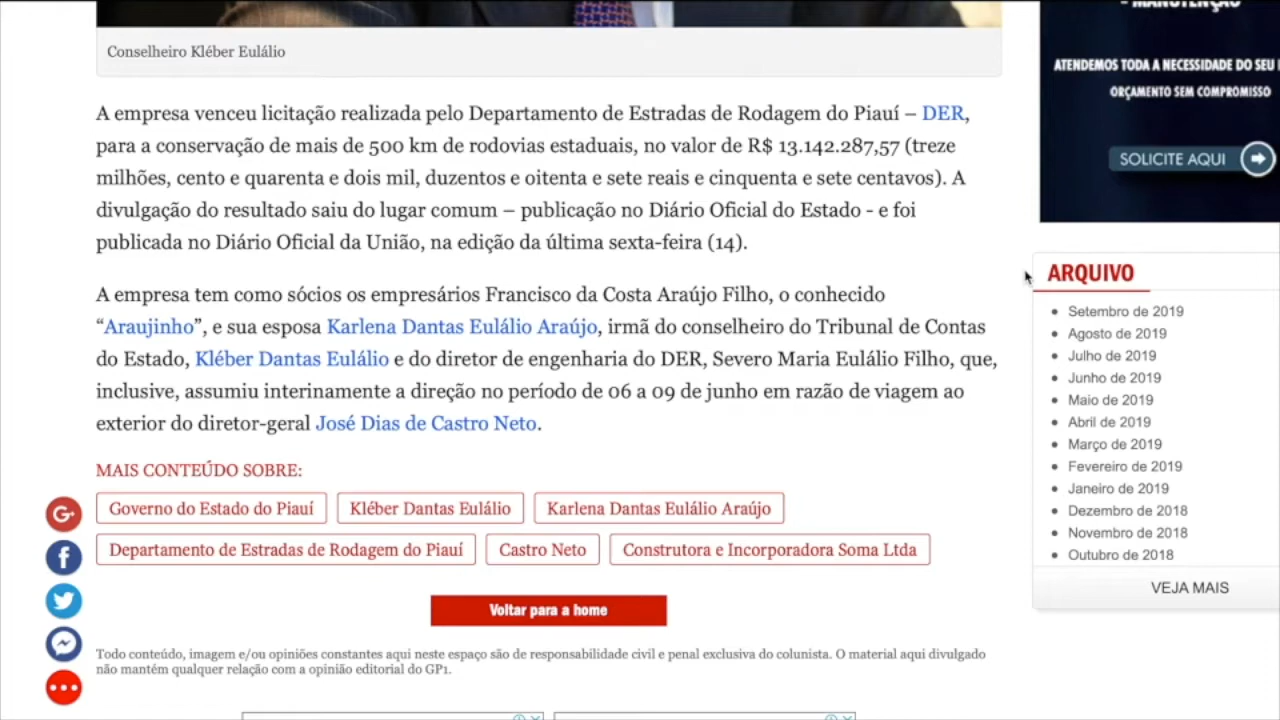 – MANUTENÇÃO
Conselheiro Kléber Eulálio
ATENDEMOS TODA A NECESSIDADE DO SEU
ORÇAMENTO SEM COMPROMISSO
SOLICITE AQUI
A empresa venceu licitação realizada pelo Departamento de Estradas de Rodagem do Piauí – DER,
para a conservação de mais de 500 km de rodovias estaduais, no valor de R$ 13.142.287,57 (treze
milhões, cento e quarenta e dois mil, duzentos e oitenta e sete reais e cinquenta e sete centavos). A
divulgação do resultado saiu do lugar comum – publicação no Diário Oficial do Estado - e foi
publicada no Diário Oficial da União, na edição da última sexta-feira (14).
A empresa tem como sócios os empresários Francisco da Costa Araújo Filho, o conhecido
“Araujinho”, e sua esposa Karlena Dantas Eulálio Araújo, irmã do conselheiro do Tribunal de Contas
do Estado, Kléber Dantas Eulálio e do diretor de engenharia do DER, Severo Maria Eulálio Filho, que,
inclusive, assumiu interinamente a direção no período de 06 a 09 de junho em razão de viagem ao
exterior do diretor-geral José Dias de Castro Neto.
MAIS CONTEÚDO SOBRE:
Governo do Estado do Piauí Kléber Dantas Eulálio Karlena Dantas Eulálio Araújo
Departamento de Estradas de Rodagem do Piauí Castro Neto Construtora e Incorporadora Soma Ltda
Voltar para a home
Todo conteúdo, imagem e/ou opiniões constantes aqui neste espaço são de responsabilidade civil e penal exclusiva do colunista. O material aqui divulgado
não mantém qualquer relação com a opinião editorial do GP1.
ARQUIVO
Setembro de 2019
Agosto de 2019
Julho de 2019
Junho de 2019
Maio de 2019
Abril de 2019
Março de 2019
Fevereiro de 2019
Janeiro de 2019
Dezembro de 2018
Novembro de 2018
Outubro de 2018
VEJA MAIS